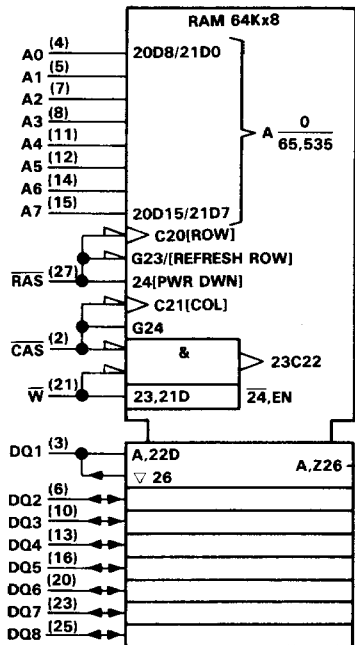 RAM 64Kx8
A0 (4) 20D8/21D0
A1 (5)
A2 (7)
A3 (8) A 0
65,535
A4 (11)
A5 (12)
A6 (14)
A7 (15) 20D15/21D7
C20[ROW]
G23/[REFRESH ROW]
RAS (27) 24[PWR DWN]
C21[COL]
G24
CAS (2) & 23C22
W (21) 23,21D 24,EN
DQ1 (3) A,22D A,Z26
▽ 26
DQ2 (6)
DQ3 (10)
DQ4 (13)
DQ5 (16)
DQ6 (20)
DQ7 (23)
DQ8 (25)